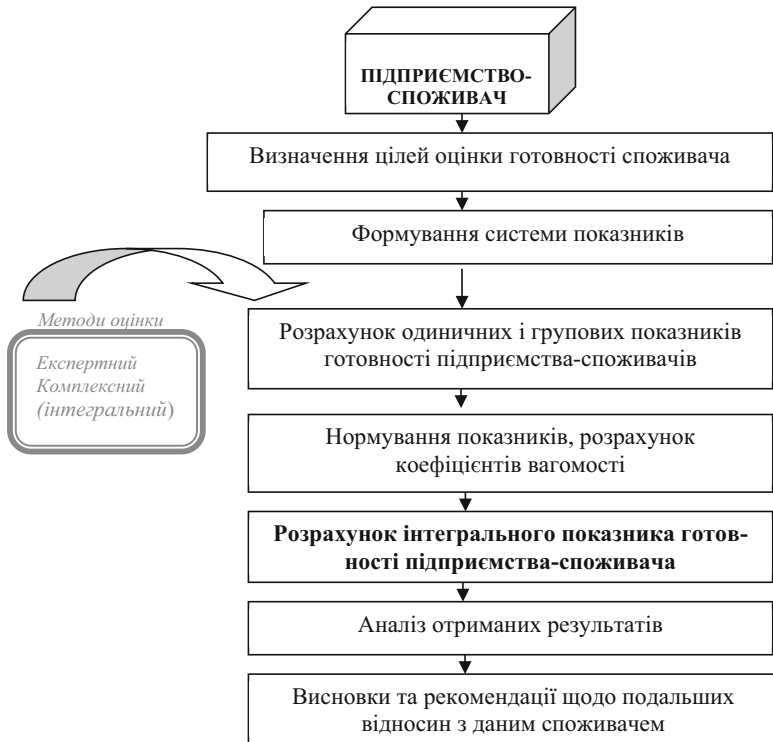 ПІДПРИЄМСТВО-
СПОЖИВАЧ
Визначення цілей оцінки готовності споживача
Формування системи показників
Методи оцінки
Експертний
Комплексний
(інтегральний)
Розрахунок одиничних і групових показників
готовності підприємства-споживачів
Нормування показників, розрахунок
коефіцієнтів вагомості
Розрахунок інтегрального показника готов-
ності підприємства-споживача
Аналіз отриманих результатів
Висновки та рекомендації щодо подальших
відносин з даним споживачем